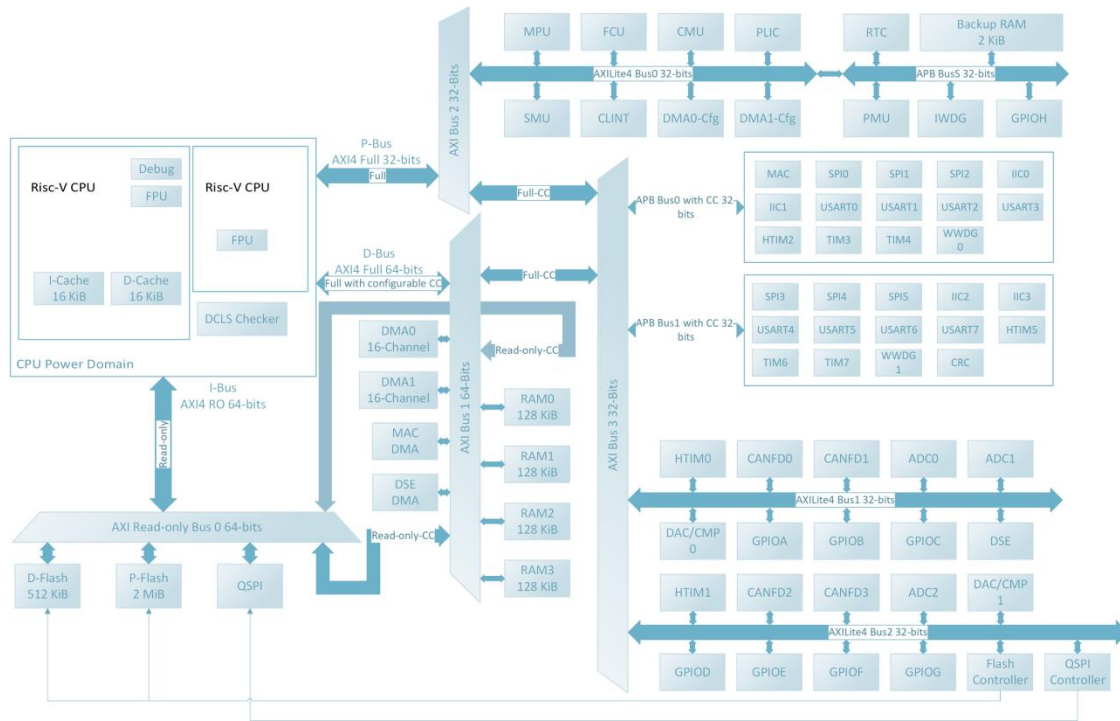 MPU
FCU
CMU
PLIC
RTC
Backup RAM
2 KiB
AXILite4 Bus0 32-bits
APB BusS 32-bits
SMU
CLINT
DMA0-Cfg
DMA1-Cfg
PMU
IWDG
GPIOH
AXI Bus 2 32-Bits
P-Bus
AXI4 Full 32-bits
Full
Full-CC
Risc-V CPU
Debug
FPU
I-Cache
16 KiB
D-Cache
16 KiB
Risc-V CPU
FPU
DCLS Checker
CPU Power Domain
D-Bus
AXI4 Full 64-bits
Full with configurable CC
Full-CC
I-Bus
AXI4 RO 64-bits
Read-only
DMA0
16-Channel
DMA1
16-Channel
MAC
DMA
DSE
DMA
AXI Bus 1 64-Bits
Read-only-CC
RAM0
128 KiB
RAM1
128 KiB
RAM2
128 KiB
RAM3
128 KiB
Read-only-CC
AXI Read-only Bus 0 64-bits
D-Flash
512 KiB
P-Flash
2 MiB
QSPI
AXI Bus 3 32-Bits
APB Bus0 with CC 32-
bits
MAC
SPI0
SPI1
SPI2
IIC0
IIC1
USART0
USART1
USART2
USART3
HTIM2
TIM3
TIM4
WWDG
0
APB Bus1 with CC 32-
bits
SPI3
SPI4
SPI5
IIC2
IIC3
USART4
USART5
USART6
USART7
HTIM5
TIM6
TIM7
WWDG
1
CRC
HTIM0
CANFD0
CANFD1
ADC0
ADC1
AXILite4 Bus1 32-bits
DAC/CMP
0
GPIOA
GPIOB
GPIOC
DSE
HTIM1
CANFD2
CANFD3
ADC2
DAC/CMP
1
AXILite4 Bus2 32-bits
GPIOD
GPIOE
GPIOF
GPIOG
Flash
Controller
QSPI
Controller